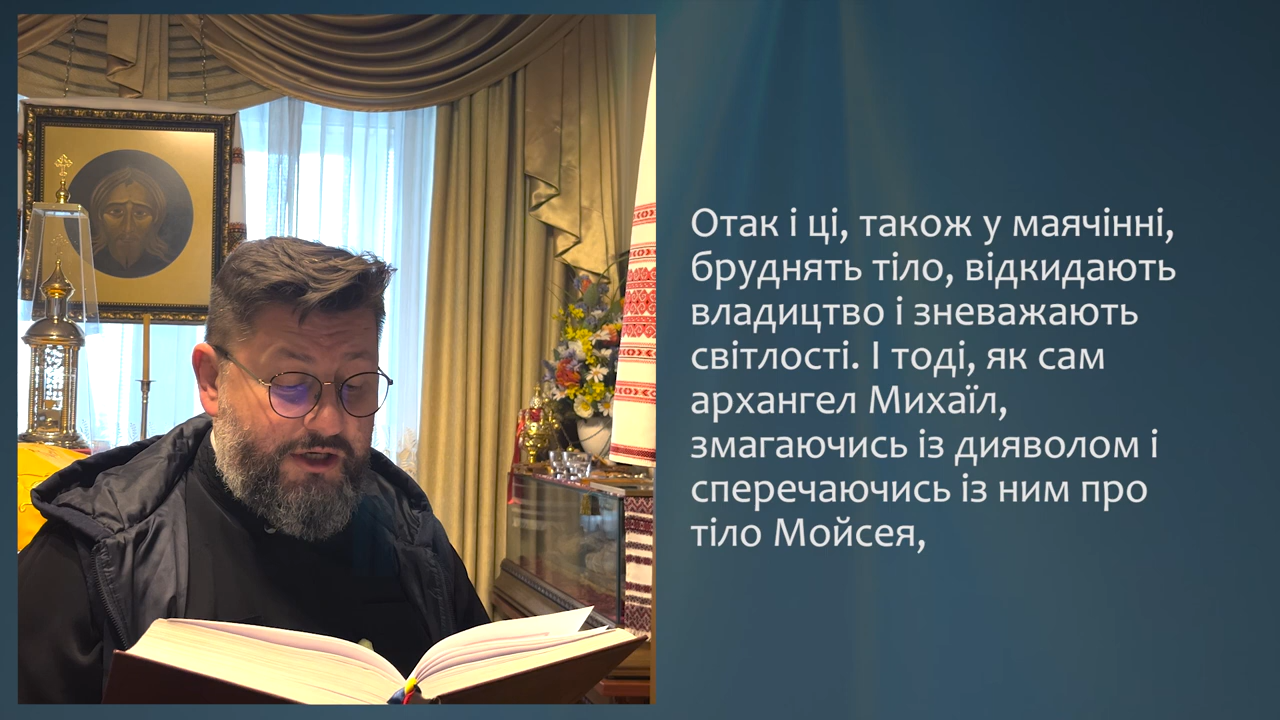 Отак і ці, також у маячінні,
бруднять тіло, відкидають
владицтво і зневажають
світлості. І тоді, як сам
архангел Михаїл,
змагаючись із дияволом і
сперечаючись із ним про
тіло Мойсея,